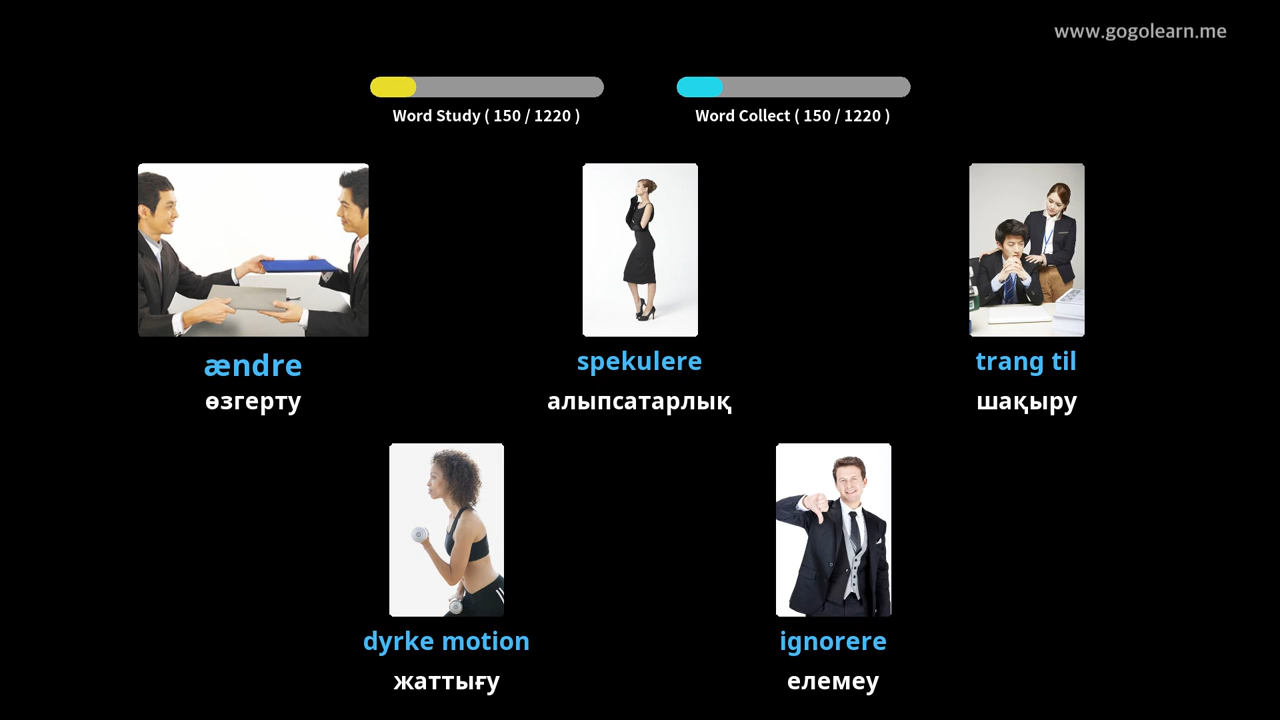 www.gogolearn.me
Word Study ( 150 / 1220 )
Word Collect ( 150 / 1220 )
ændre
өзгерту
spekulere
алыпсатарлық
trang til
шақыру
dyrke motion
жаттығу
ignorere
елемеу